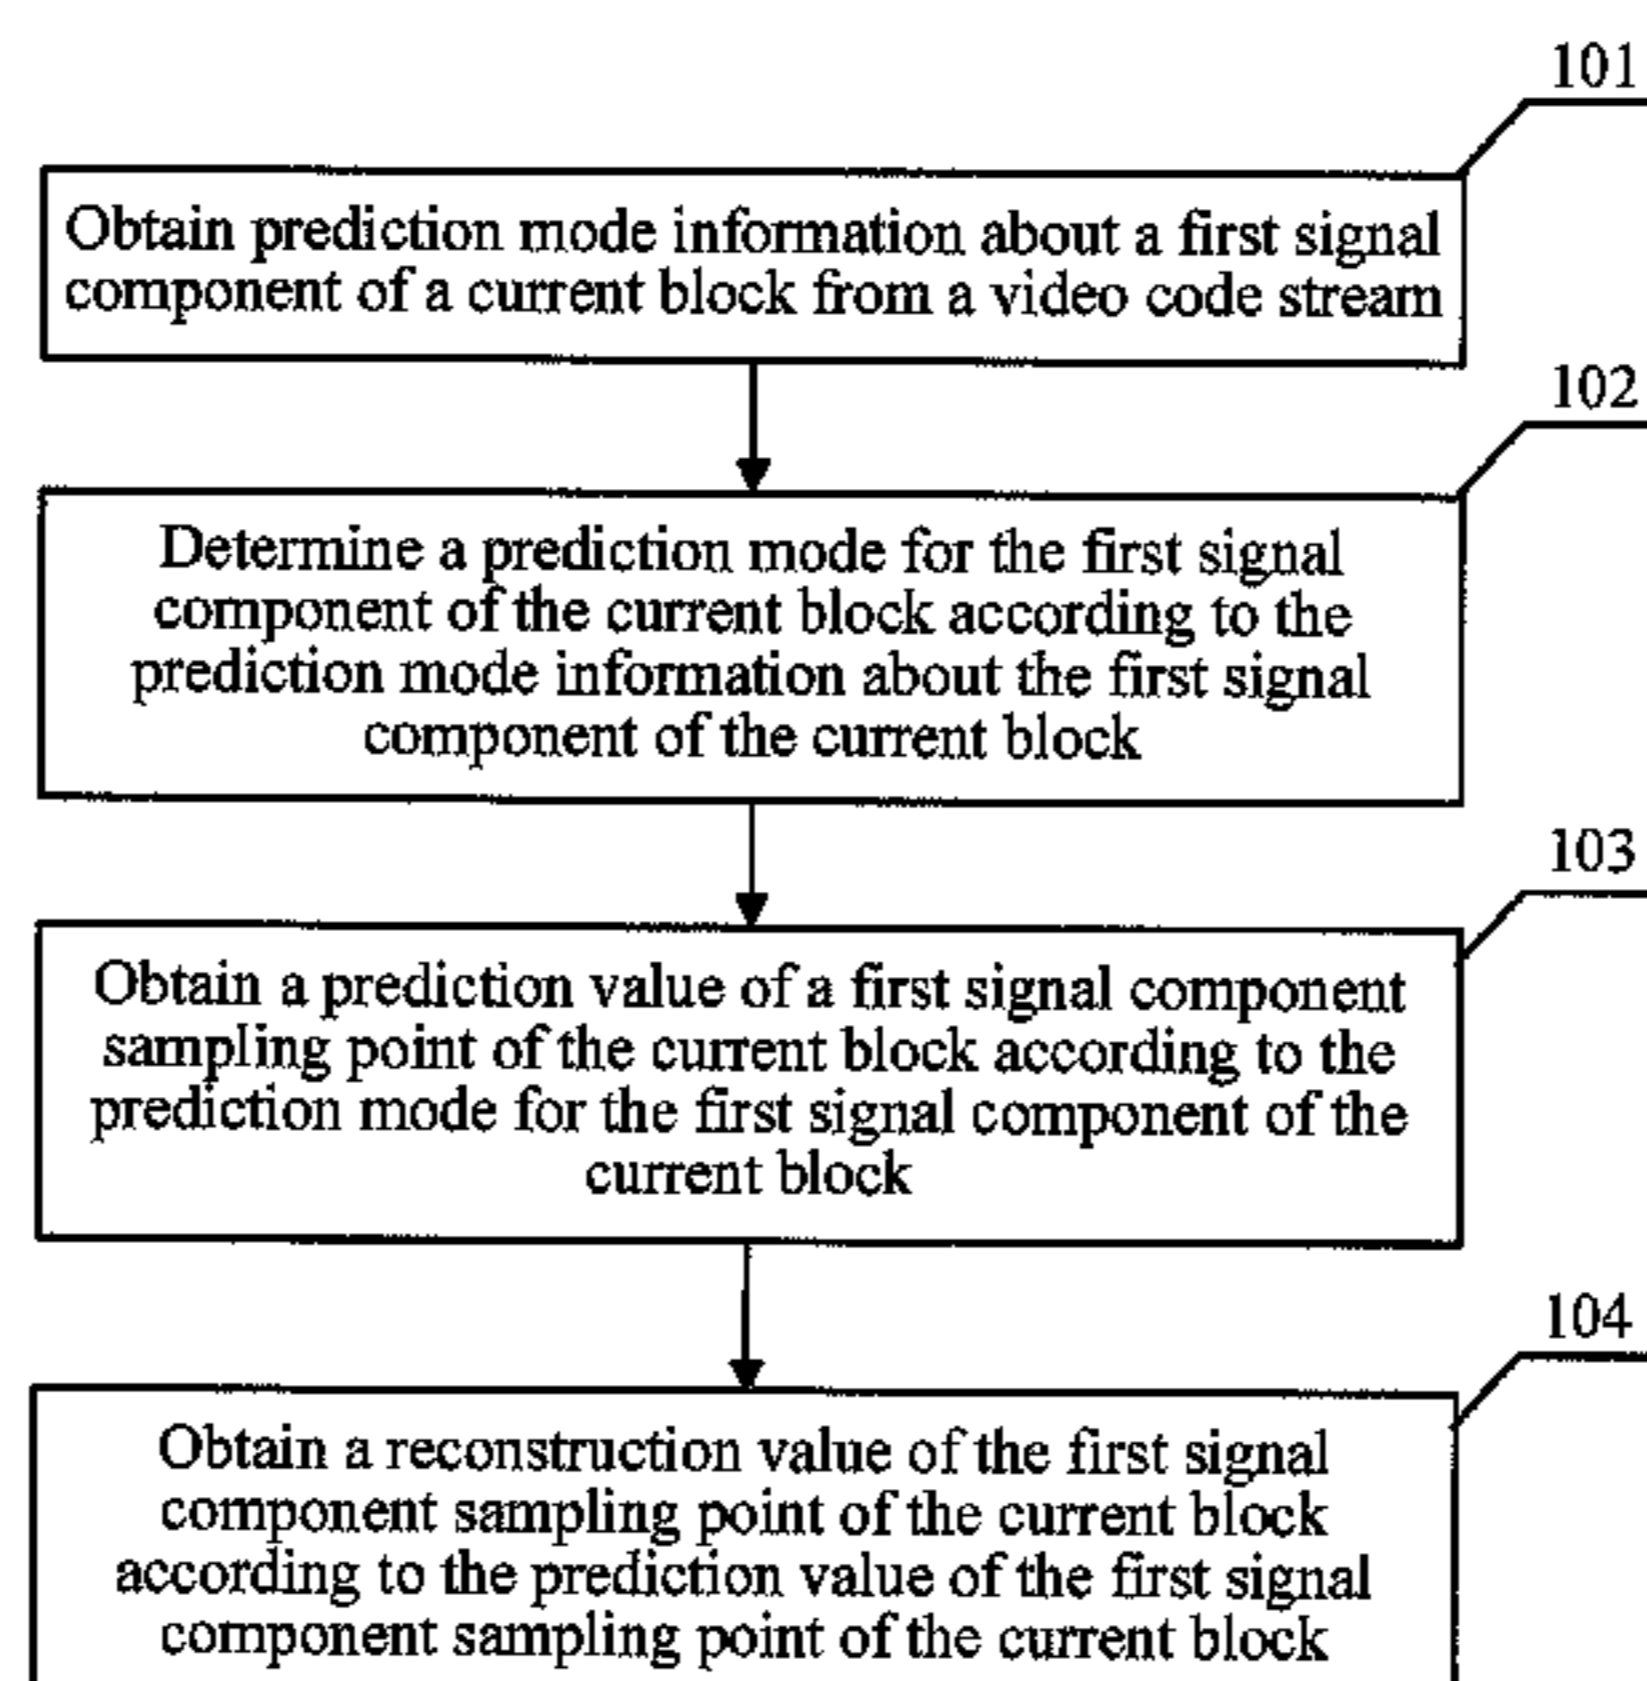 101
Obtain prediction mode information about a first signal
component of a current block from a video code stream
102
Determine a prediction mode for the first signal
component of the current block according to the
prediction mode information about the first signal
component of the current block
103
Obtain a prediction value of a first signal component
sampling point of the current block according to the
prediction mode for the first signal component of the
current block
104
Obtain a reconstruction value of the first signal
component sampling point of the current block
according to the prediction value of the first signal
component sampling point of the current block